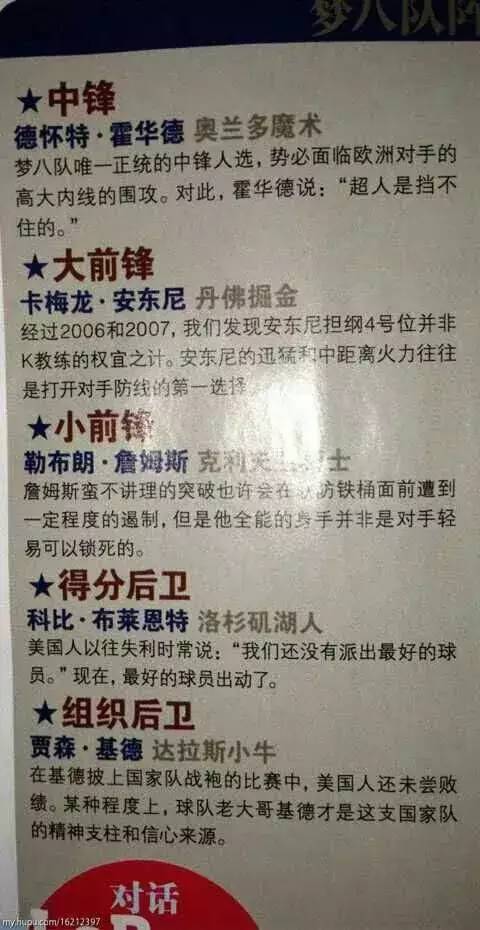 梦八队阵
★中锋
德怀特·霍华德 奥兰多魔术
梦八队唯一正统的中锋人选，势必面临欧洲对手的
高大内线的围攻。对此，霍华德说：“超人是挡不
住的。”
★大前锋
卡梅龙·安东尼 丹佛掘金
经过2006和2007，我们发现安东尼担纲4号位并非
K教练的权宜之计。安东尼的迅猛和中距离火力往往
是打开对手防线的第一选择
★小前锋
勒布朗·詹姆斯 克利夫 士
詹姆斯蛮不讲理的突破也许会在 防铁桶面前遭到
一定程度的遏制，但是他全能的身手并非是对手轻
易可以锁死的。
★得分后卫
科比·布莱恩特 洛杉矶湖人
美国人以往失利时常说：“我们还没有派出最好的球
员。”现在，最好的球员出动了。
★组织后卫
贾森·基德 达拉斯小牛
在基德披上国家队战袍的比赛中，美国人还未尝败
绩。某种程度上，球队老大哥基德才是这支国家队
的精神支柱和信心来源。
对话
my.hupu.com/16212397